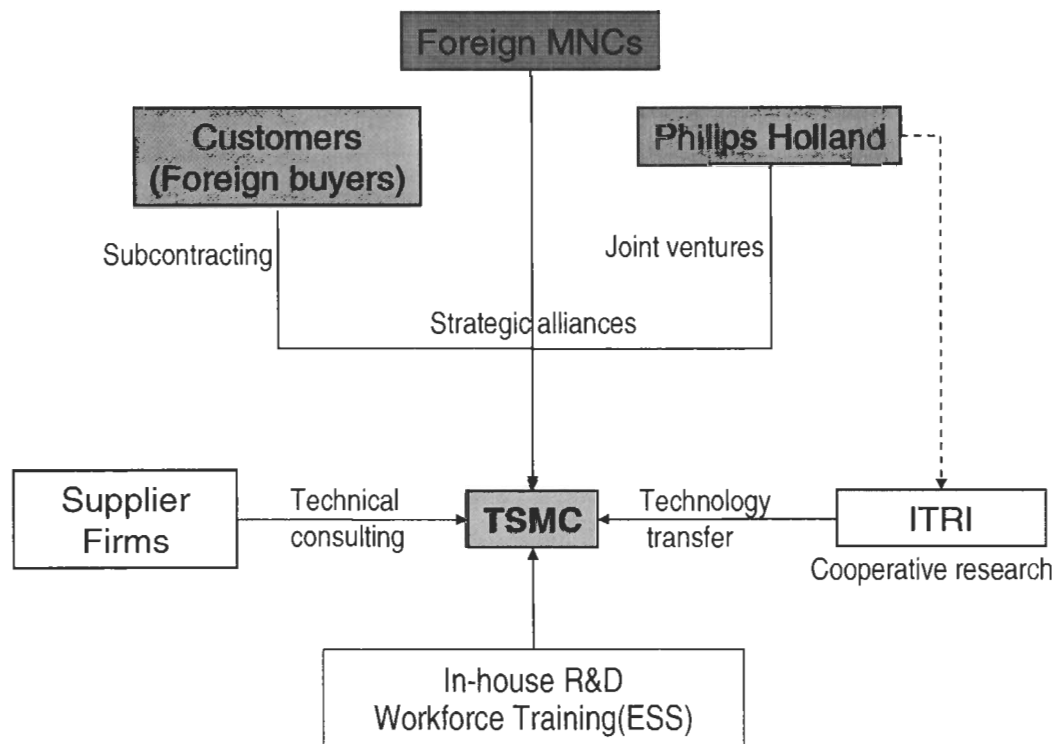 Foreign MNCs
Customers
(Foreign buyers)
Philips Holland
Subcontracting
Joint ventures
Strategic alliances
Supplier
Firms
Technical
consulting
TSMC
Technology
transfer
ITRI
Cooperative research
In-house R&D
Workforce Training(ESS)